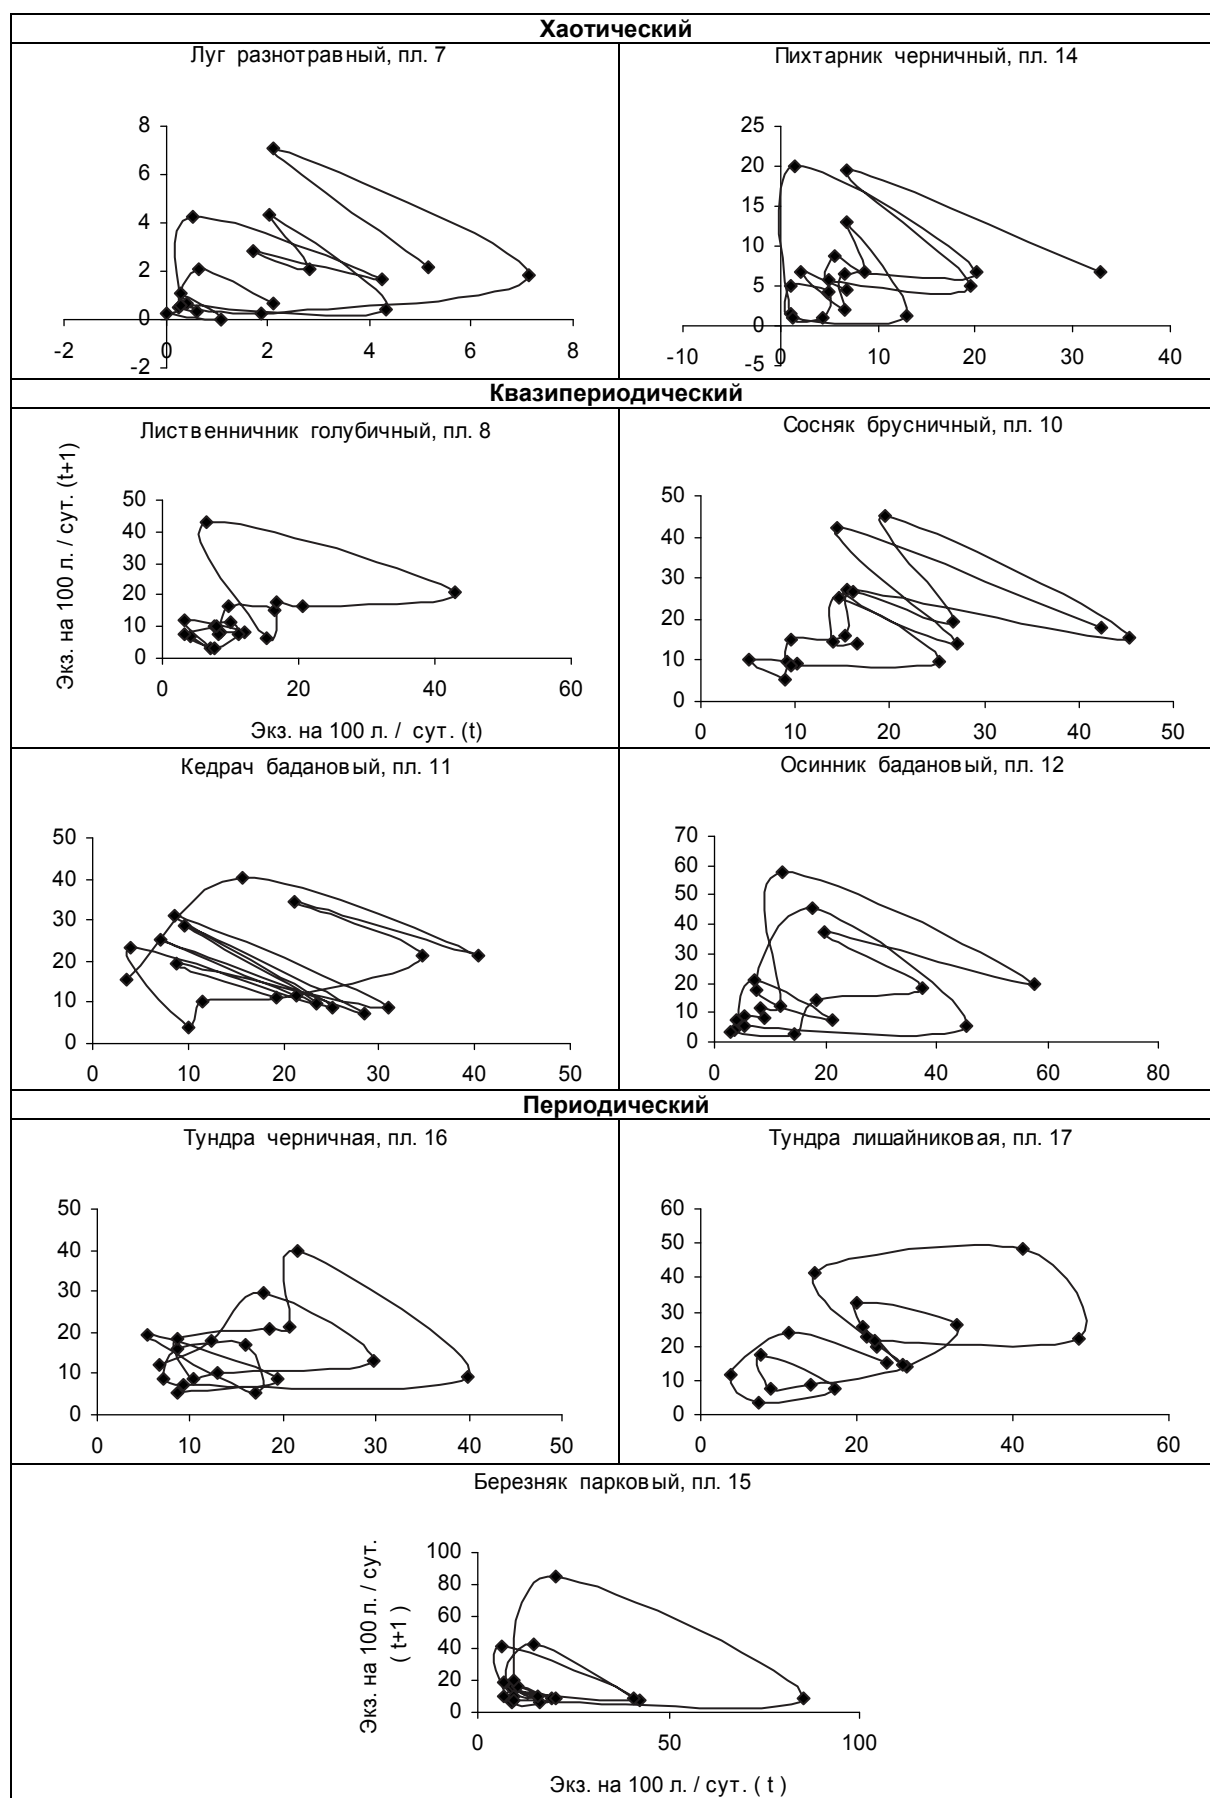 Хаотический
Луг разнотравный, пл. 7
8
6
4
2
0
-2
-2 0 2 4 6 8
Пихтарник черничный, пл. 14
25
20
15
10
5
0
-5
-10 0 10 20 30 40
Квазипериодический
Лиственничник голубичный, пл. 8
Экз. на 100 л. / сут. (t+1)
50
40
30
20
10
0
0 20 40 60
Экз. на 100 л. / сут. (t)
Сосняк брусничный, пл. 10
50
40
30
20
10
0
0 10 20 30 40 50
Кедрач бадановый, пл. 11
50
40
30
20
10
0
0 10 20 30 40 50
Осинник бадановый, пл. 12
70
60
50
40
30
20
10
0
0 20 40 60 80
Периодический
Тундра черничная, пл. 16
50
40
30
20
10
0
0 10 20 30 40 50
Тундра лишайниковая, пл. 17
60
50
40
30
20
10
0
0 20 40 60
Березняк парковый, пл. 15
Экз. на 100 л. / сут.
( t+1 )
100
80
60
40
20
0
0 50 100
Экз. на 100 л. / сут. ( t )